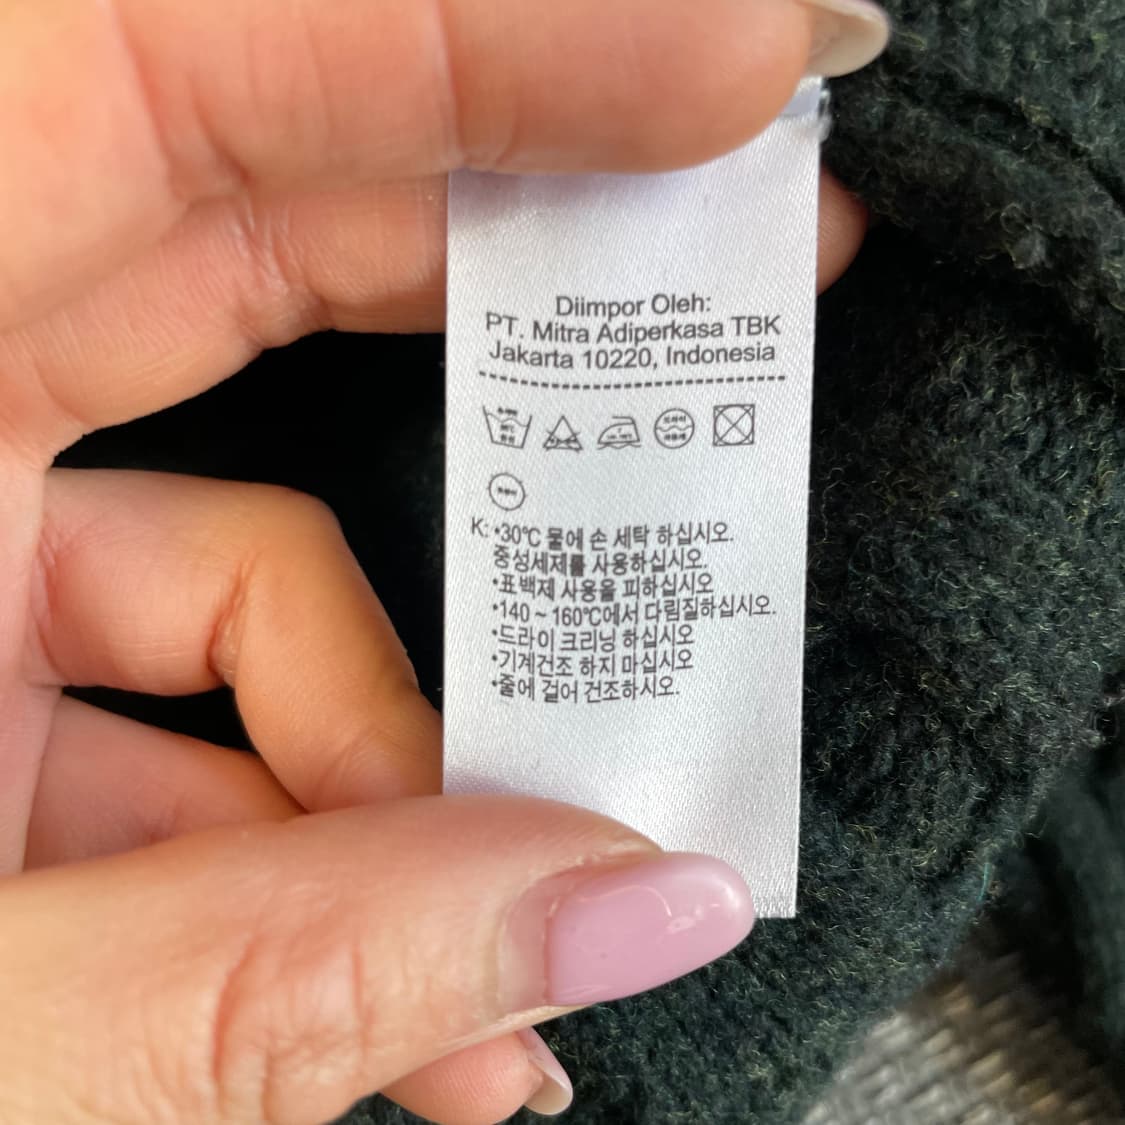 Diimpor Oleh:
PT. Mitra Adiperkasa TBK
Jakarta 10220, Indonesia
K: •30℃ 물에 손 세탁 하십시오.
중성세제를 사용하십시오.
•표백제 사용을 피하십시오
•140 ~ 160℃에서 다림질하십시오.
•드라이 크리닝 하십시오
•기계건조 하지 마십시오
•줄에 걸어 건조하시오.